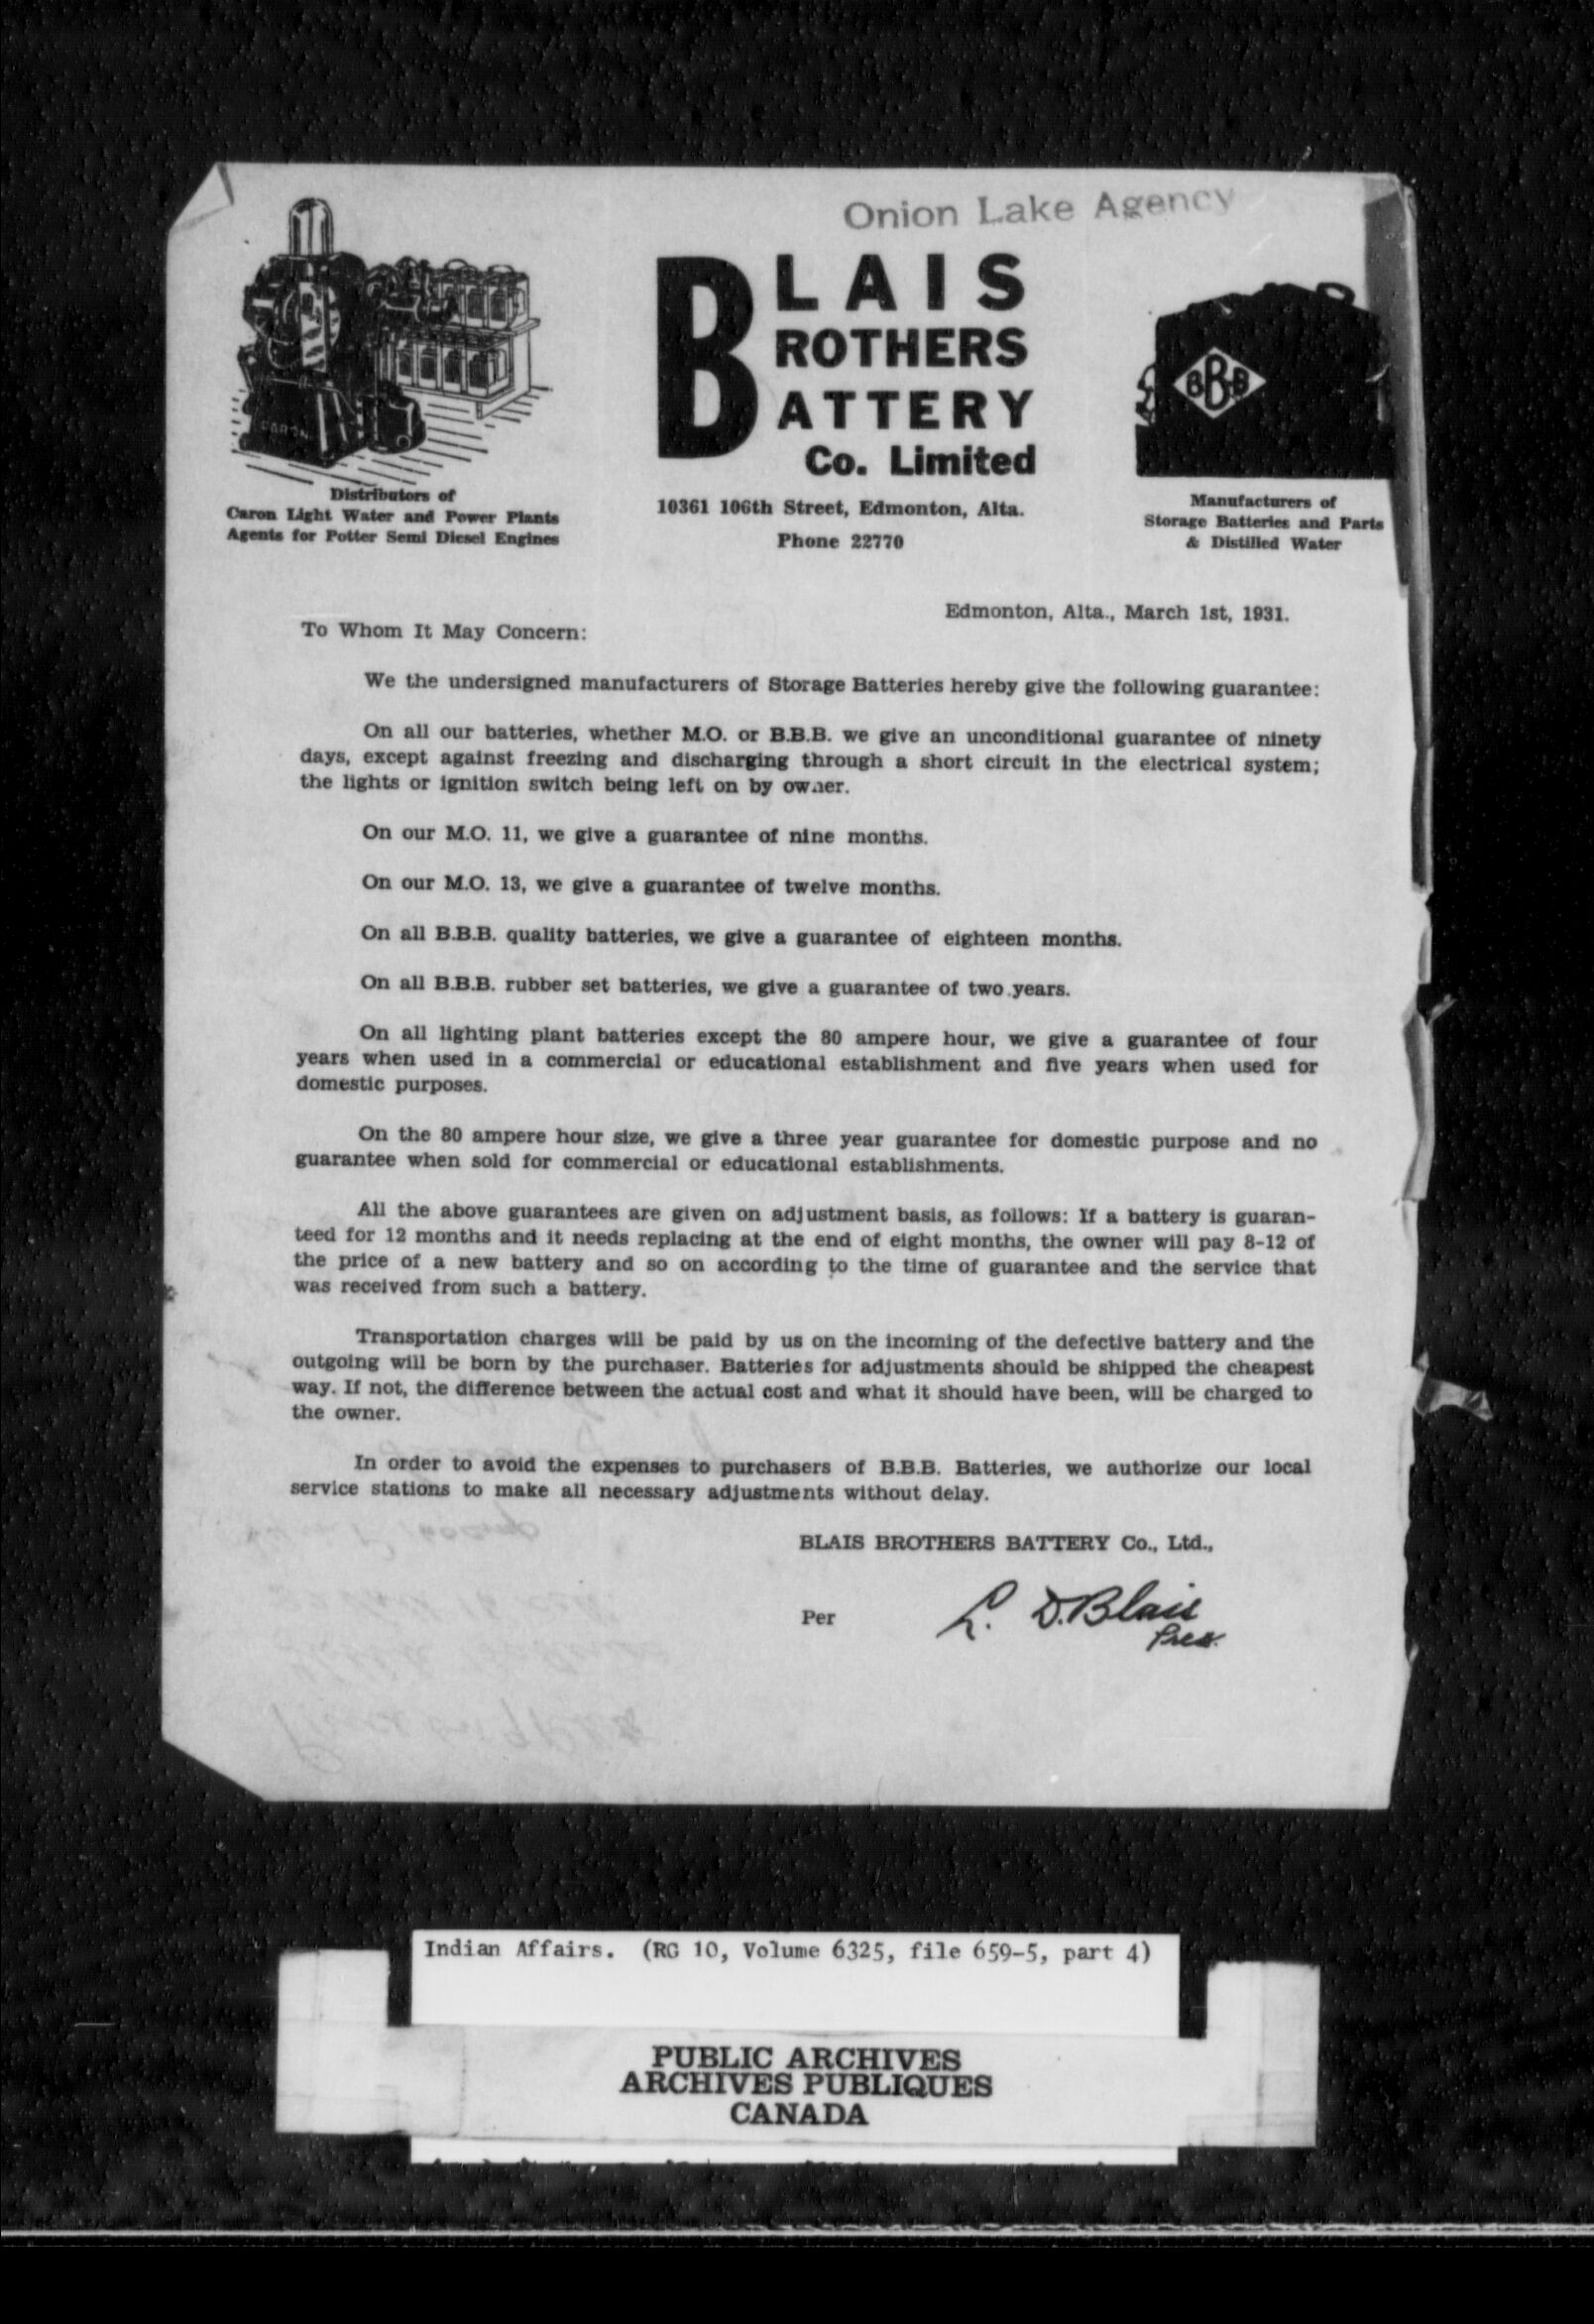 Onion Lake Agency
BLAIS
BROTHERS
BATTERY
Co. Limited
10361 106th Street, Edmonton, Alta.
Phone 22770
CARON
Distributors of
Caron Light Water and Power Plants
Agents for Potter Semi Diesel Engines
BBB
Manufacturers of
Storage Batteries and Parts
& Distilled Water
Edmonton, Alta., March 1st, 1931.
To Whom It May Concern:
We the undersigned manufacturers of Storage Batteries hereby give the following guarantee:
On all our batteries, whether M.O. or B.B.B. we give an unconditional guarantee of ninety
days, except against freezing and discharging through a short circuit in the electrical system;
the lights or ignition switch being left on by owner.
On our M.O. 11, we give a guarantee of nine months.
On our M.O. 13, we give a guarantee of twelve months.
On all B.B.B. quality batteries, we give a guarantee of eighteen months.
On all B.B.B. rubber set batteries, we give a guarantee of two years.
On all lighting plant batteries except the 80 ampere hour, we give a guarantee of four
years when used in a commercial or educational establishment and five years when used for
domestic purposes.
On the 80 ampere hour size, we give a three year guarantee for domestic purpose and no
guarantee when sold for commercial or educational establishments.
All the above guarantees are given on adjustment basis, as follows: If a battery is guaran-
teed for 12 months and it needs replacing at the end of eight months, the owner will pay 8-12 of
the price of a new battery and so on according to the time of guarantee and the service that
was received from such a battery.
Transportation charges will be paid by us on the incoming of the defective battery and the
outgoing will be born by the purchaser. Batteries for adjustments should be shipped the cheapest
way. If not, the difference between the actual cost and what it should have been, will be charged to
the owner.
In order to avoid the expenses to purchasers of B.B.B. Batteries, we authorize our local
service stations to make all necessary adjustments without delay.
BLAIS BROTHERS BATTERY Co., Ltd.,
Per L. D. Blais
Pres.
Indian Affairs. (RG 10, Volume 6325, file 659-5, part 4)
PUBLIC ARCHIVES
ARCHIVES PUBLIQUES
CANADA